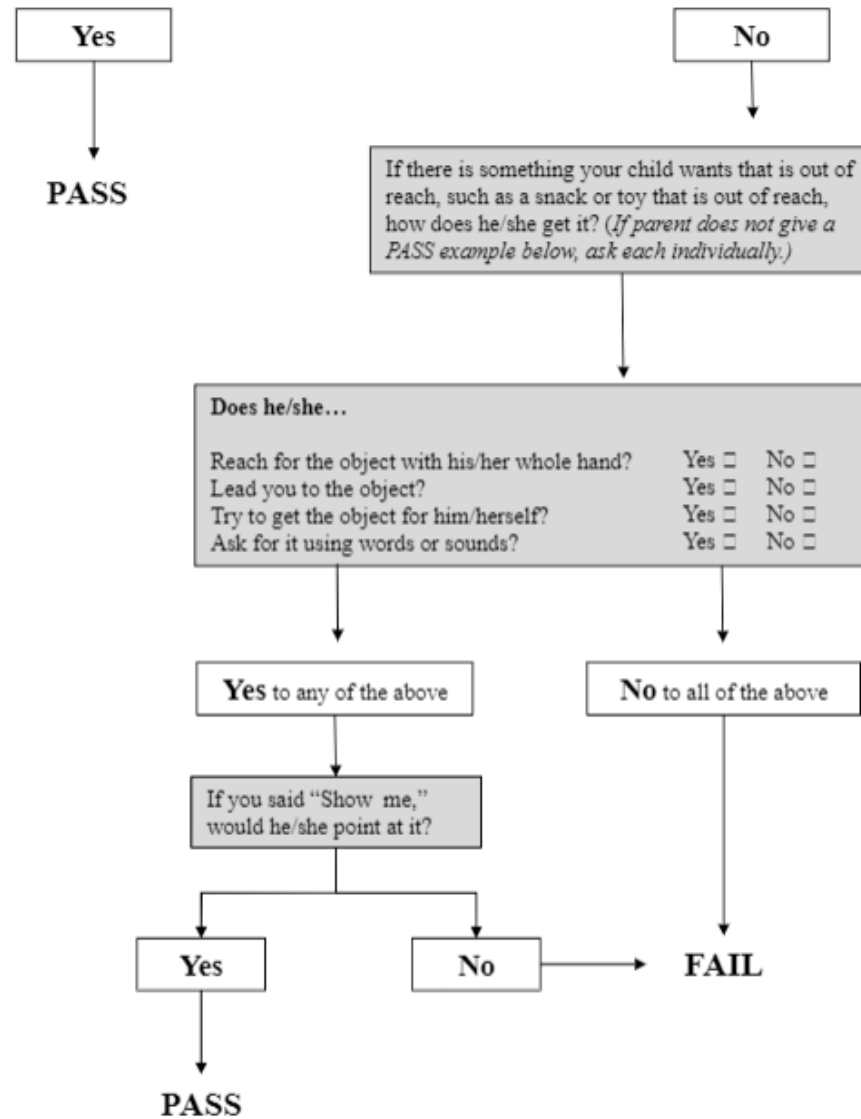 Yes
No
PASS
If there is something your child wants that is out of
reach, such as a snack or toy that is out of reach,
how does he/she get it? (If parent does not give a
PASS example below, ask each individually.)
Does he/she…
Reach for the object with his/her whole hand? Yes □ No □
Lead you to the object? Yes □ No □
Try to get the object for him/herself? Yes □ No □
Ask for it using words or sounds? Yes □ No □
Yes to any of the above
No to all of the above
If you said “Show me,”
would he/she point at it?
Yes
No
FAIL
PASS